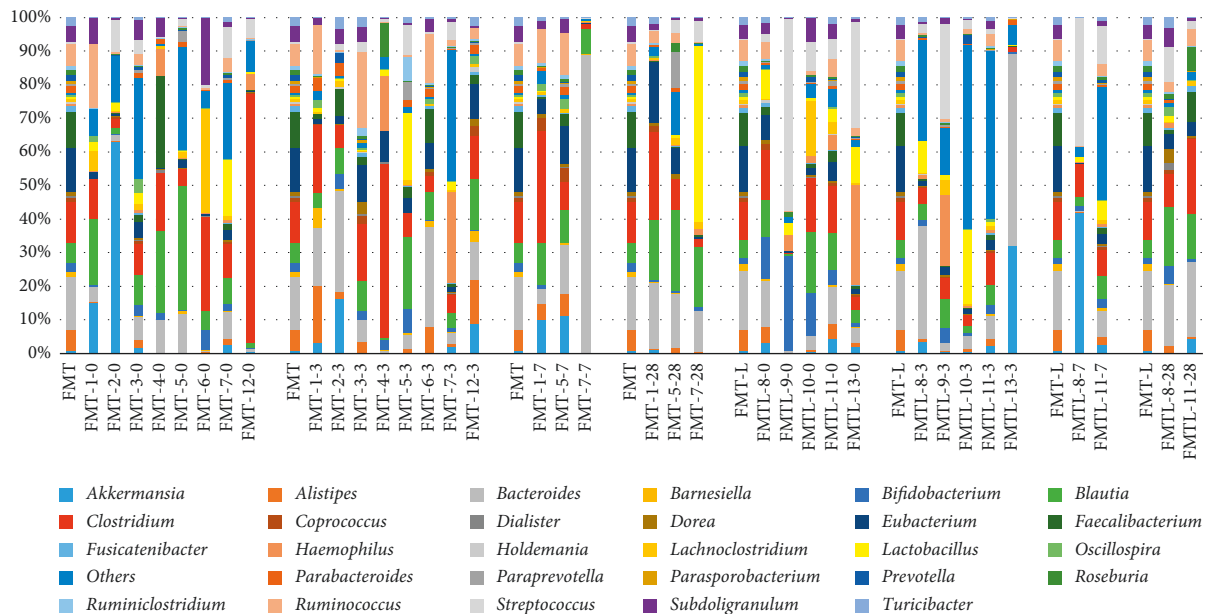 100%
90%
80%
70%
60%
50%
40%
30%
20%
10%
0%
FMT
FMT-1-0
FMT-2-0
FMT-3-0
FMT-4-0
FMT-5-0
FMT-6-0
FMT-7-0
FMT-12-0
FMT
FMT-1-3
FMT-2-3
FMT-3-3
FMT-4-3
FMT-5-3
FMT-6-3
FMT-7-3
FMT-12-3
FMT
FMT-1-7
FMT-5-7
FMT-7-7
FMT
FMT-1-28
FMT-5-28
FMT-7-28
FMT-L
FMTL-8-0
FMTL-9-0
FMTL-10-0
FMTL-11-0
FMTL-13-0
FMT-L
FMTL-8-3
FMTL-9-3
FMTL-10-3
FMTL-11-3
FMTL-13-3
FMT-L
FMTL-8-7
FMTL-11-7
FMT-L
FMTL-8-28
FMTL-11-28
Akkermansia Alistipes Bacteroides Barnesiella Bifidobacterium Blautia
Clostridium Coprococcus Dialister Dorea Eubacterium Faecalibacterium
Fusicatenibacter Haemophilus Holdemania Lachnoclostridium Lactobacillus Oscillospira
Others Parabacteroides Paraprevotella Parasporobacterium Prevotella Roseburia
Ruminiclostridium Ruminococcus Streptococcus Subdoligranulum Turicibacter